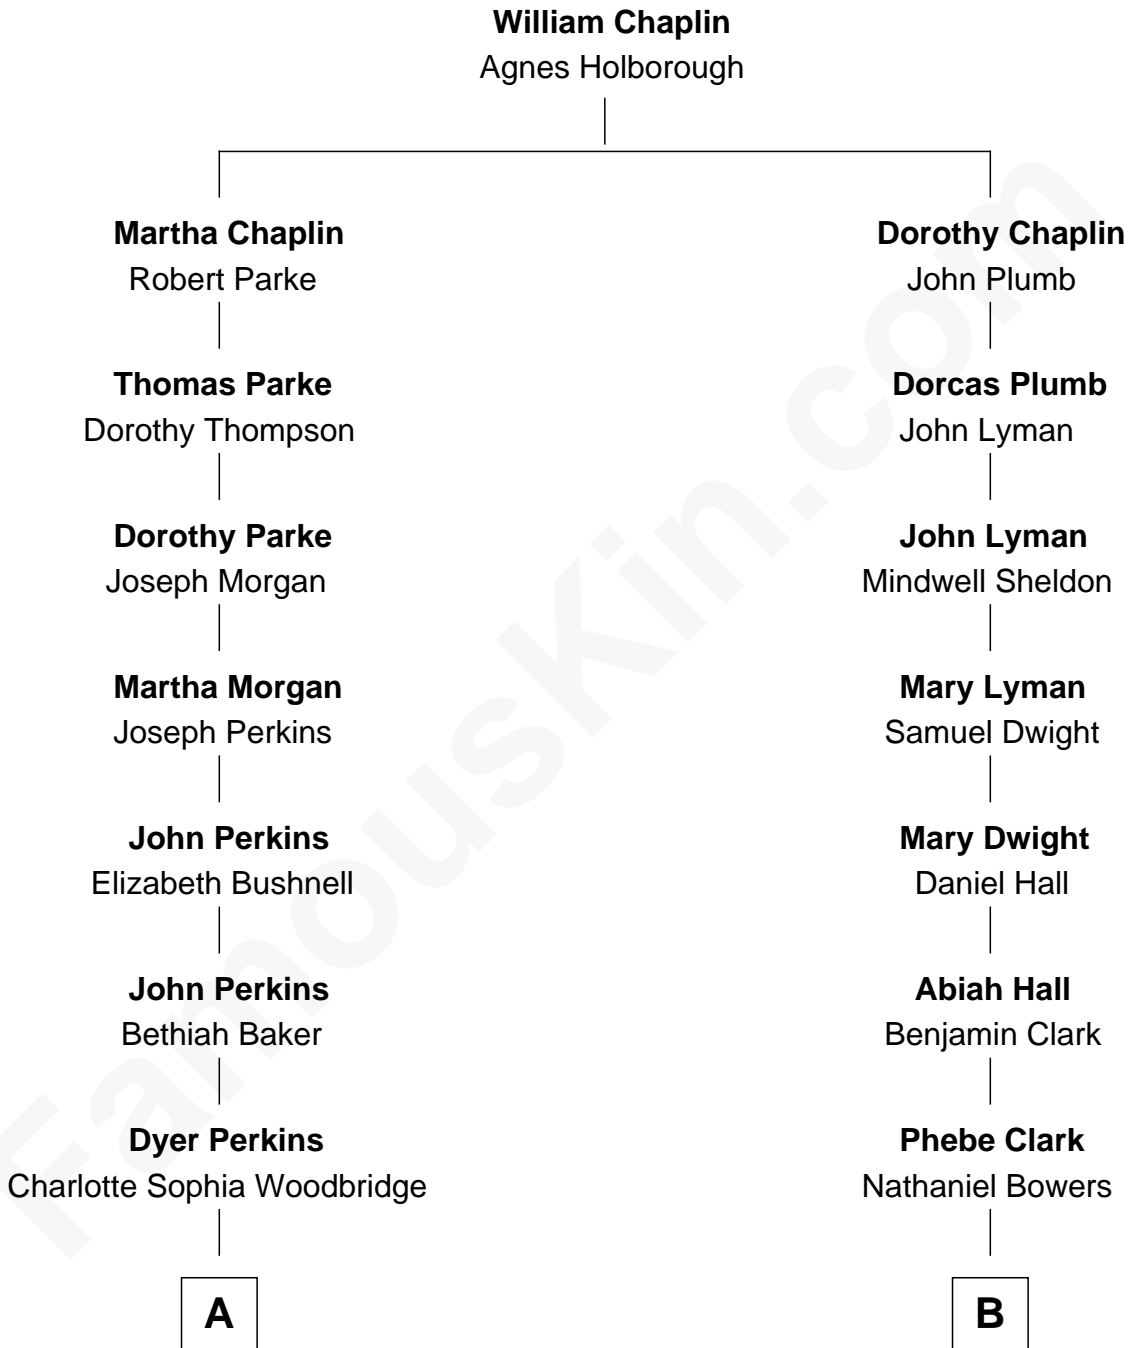 William Chaplin
Agnes Holborough
Martha Chaplin
Robert Parke
Dorothy Chaplin
John Plumb
Thomas Parke
Dorothy Thompson
Dorcas Plumb
John Lyman
Dorothy Parke
Joseph Morgan
John Lyman
Mindwell Sheldon
Martha Morgan
Joseph Perkins
Mary Lyman
Samuel Dwight
John Perkins
Elizabeth Bushnell
Mary Dwight
Daniel Hall
John Perkins
Bethiah Baker
Abiah Hall
Benjamin Clark
Dyer Perkins
Charlotte Sophia Woodbridge
Phebe Clark
Nathaniel Bowers
A
B
FamousKin.com